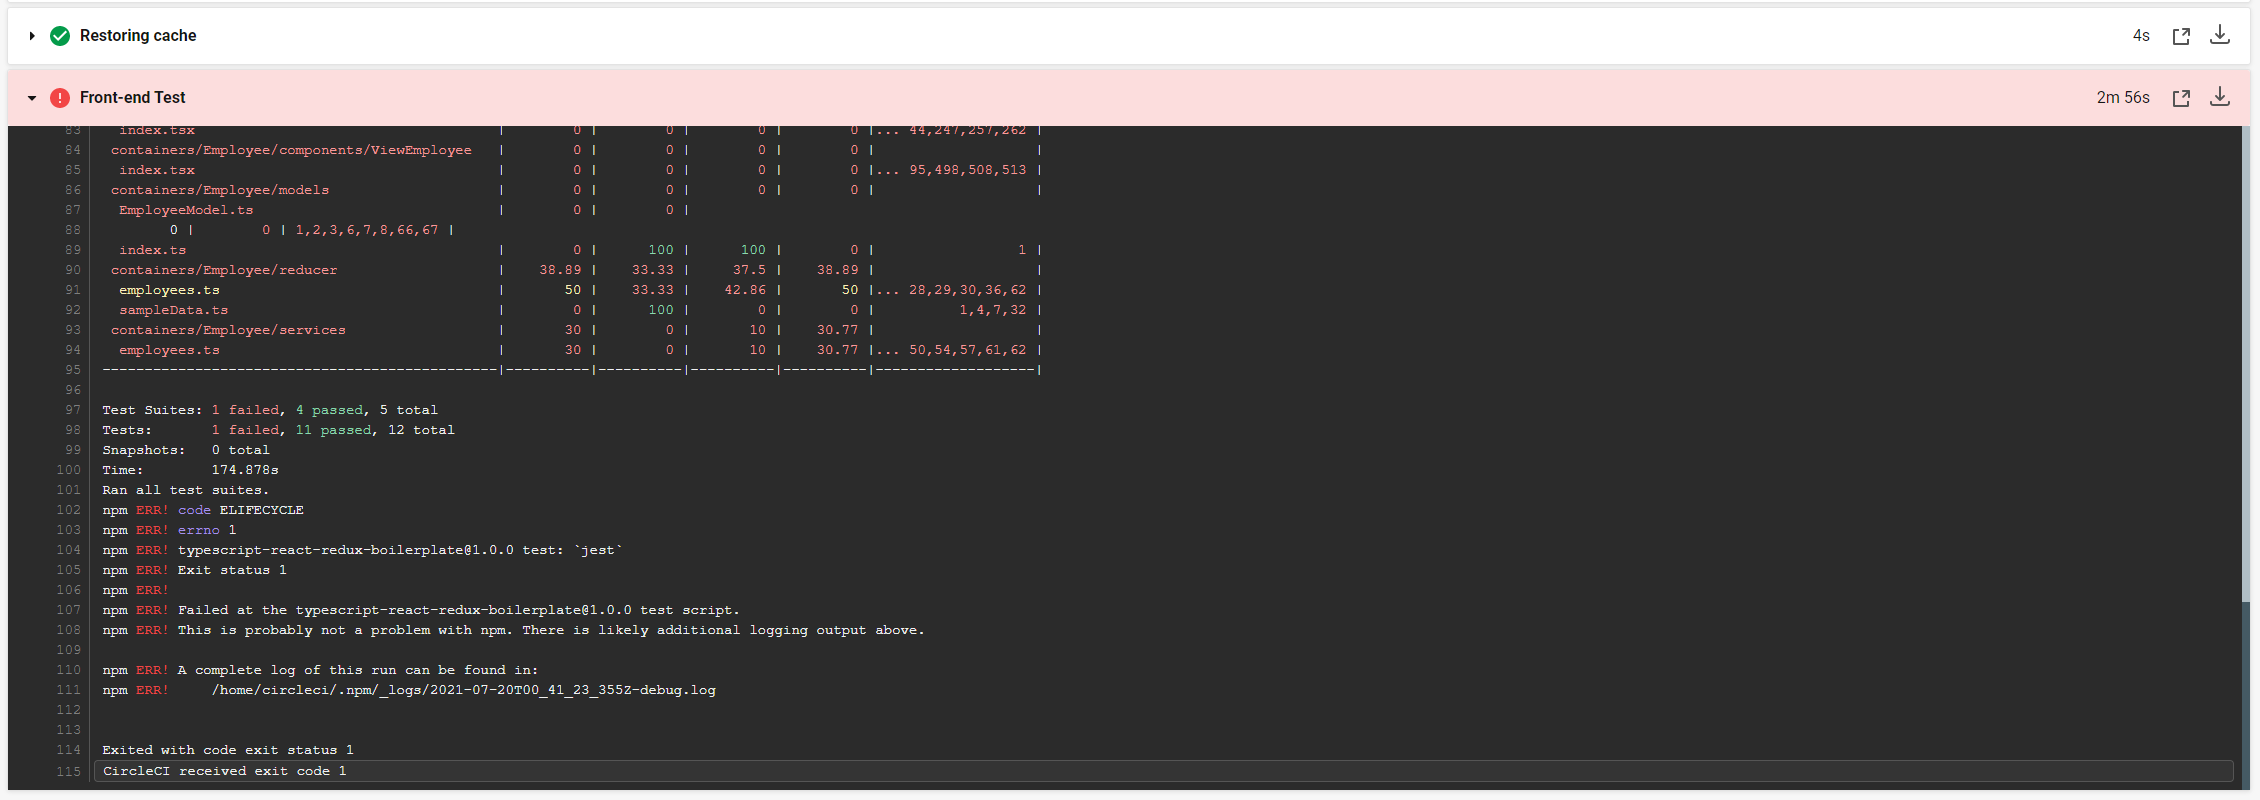 Restoring cache 4s
Front-end Test 2m 56s
83 index.tsx | 0 | 0 | 0 | 0 |... 44,247,257,262 |
84 containers/Employee/components/ViewEmployee | 0 | 0 | 0 | 0 | |
85 index.tsx | 0 | 0 | 0 | 0 |... 95,498,508,513 |
86 containers/Employee/models | 0 | 0 | 0 | 0 | |
87 EmployeeModel.ts | 0 | 0 |
88 0 | 0 | 1,2,3,6,7,8,66,67 |
89 index.ts | 0 | 100 | 100 | 0 | 1 |
90 containers/Employee/reducer | 38.89 | 33.33 | 37.5 | 38.89 | |
91 employees.ts | 50 | 33.33 | 42.86 | 50 |... 28,29,30,36,62 |
92 sampleData.ts | 0 | 100 | 0 | 0 | 1,4,7,32 |
93 containers/Employee/services | 30 | 0 | 10 | 30.77 | |
94 employees.ts | 30 | 0 | 10 | 30.77 |... 50,54,57,61,62 |
95 -----------------------------------------------|----------|----------|----------|----------|-------------------|
96
97 Test Suites: 1 failed, 4 passed, 5 total
98 Tests: 1 failed, 11 passed, 12 total
99 Snapshots: 0 total
100 Time: 174.878s
101 Ran all test suites.
102 npm ERR! code ELIFECYCLE
103 npm ERR! errno 1
104 npm ERR! typescript-react-redux-boilerplate@1.0.0 test: `jest`
105 npm ERR! Exit status 1
106 npm ERR!
107 npm ERR! Failed at the typescript-react-redux-boilerplate@1.0.0 test script.
108 npm ERR! This is probably not a problem with npm. There is likely additional logging output above.
109
110 npm ERR! A complete log of this run can be found in:
111 npm ERR! /home/circleci/.npm/_logs/2021-07-20T00_41_23_355Z-debug.log
112
113
114 Exited with code exit status 1
115 CircleCI received exit code 1